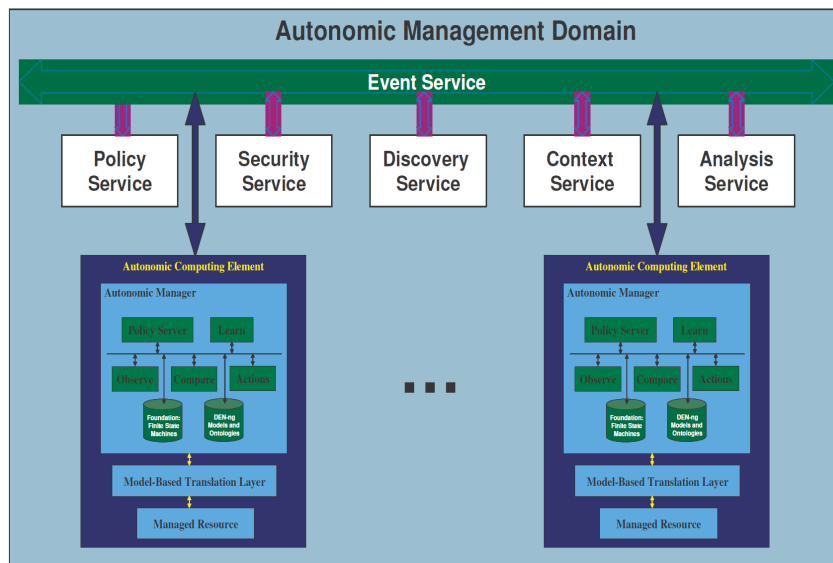 Autonomic Management Domain
Event Service
Policy
Service
Security
Service
Discovery
Service
Context
Service
Analysis
Service
Autonomic Computing Element
Autonomic Manager
Policy Server
Learn
Observe
Compare
Actions
Foundation:
Finite State
Machines
DEN-ng
Models and
Ontologies
Model-Based Translation Layer
Managed Resource
...
Autonomic Computing Element
Autonomic Manager
Policy Server
Learn
Observe
Compare
Actions
Foundation:
Finite State
Machines
DEN-ng
Models and
Ontologies
Model-Based Translation Layer
Managed Resource